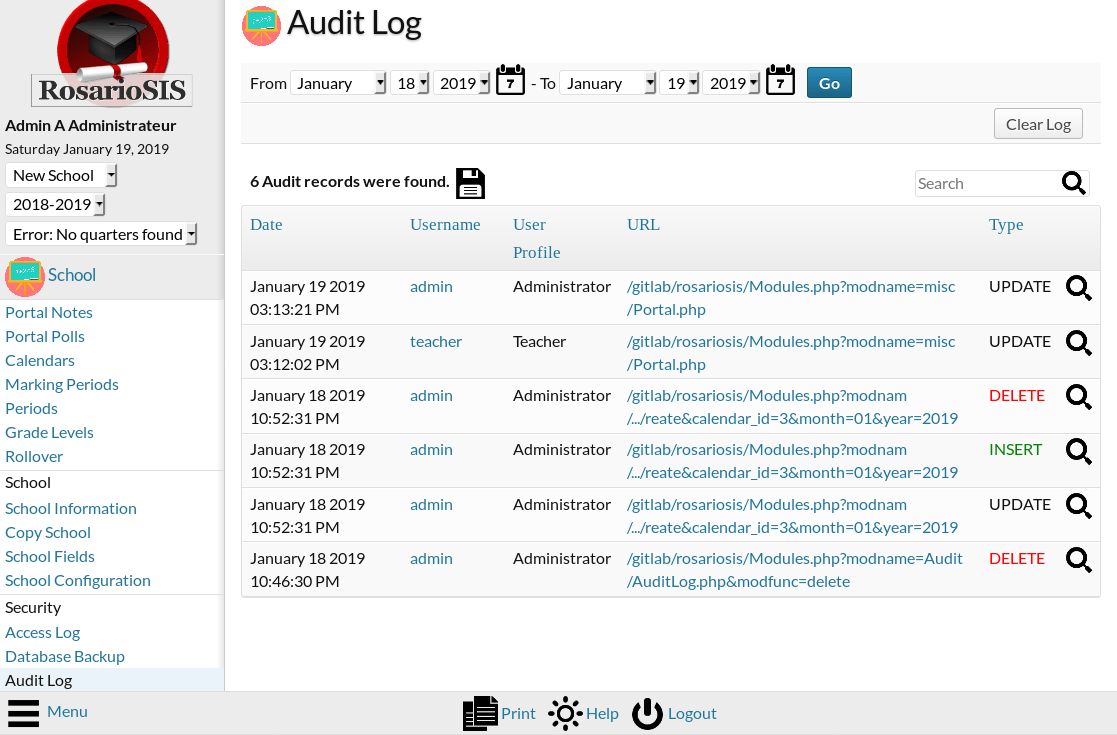 RosarioSIS
Admin A Administrateur
Saturday January 19, 2019
New School
2018-2019
Error: No quarters found
School
Portal Notes
Portal Polls
Calendars
Marking Periods
Periods
Grade Levels
Rollover
School
School Information
Copy School
School Fields
School Configuration
Security
Access Log
Database Backup
Audit Log
Audit Log
From January 18 2019 7 - To January 19 2019 7 Go
Clear Log
6 Audit records were found. Search
Date Username User Profile URL Type
January 19 2019 admin Administrator /gitlab/rosariosis/Modules.php?modname=misc UPDATE
03:13:21 PM /Portal.php
January 19 2019 teacher Teacher /gitlab/rosariosis/Modules.php?modname=misc UPDATE
03:12:02 PM /Portal.php
January 18 2019 admin Administrator /gitlab/rosariosis/Modules.php?modnam DELETE
10:52:31 PM /.../reate&calendar_id=3&month=01&year=2019
January 18 2019 admin Administrator /gitlab/rosariosis/Modules.php?modnam INSERT
10:52:31 PM /.../reate&calendar_id=3&month=01&year=2019
January 18 2019 admin Administrator /gitlab/rosariosis/Modules.php?modnam UPDATE
10:52:31 PM /.../reate&calendar_id=3&month=01&year=2019
January 18 2019 admin Administrator /gitlab/rosariosis/Modules.php?modname=Audit DELETE
10:46:30 PM /AuditLog.php&modfunc=delete
Menu Print Help Logout